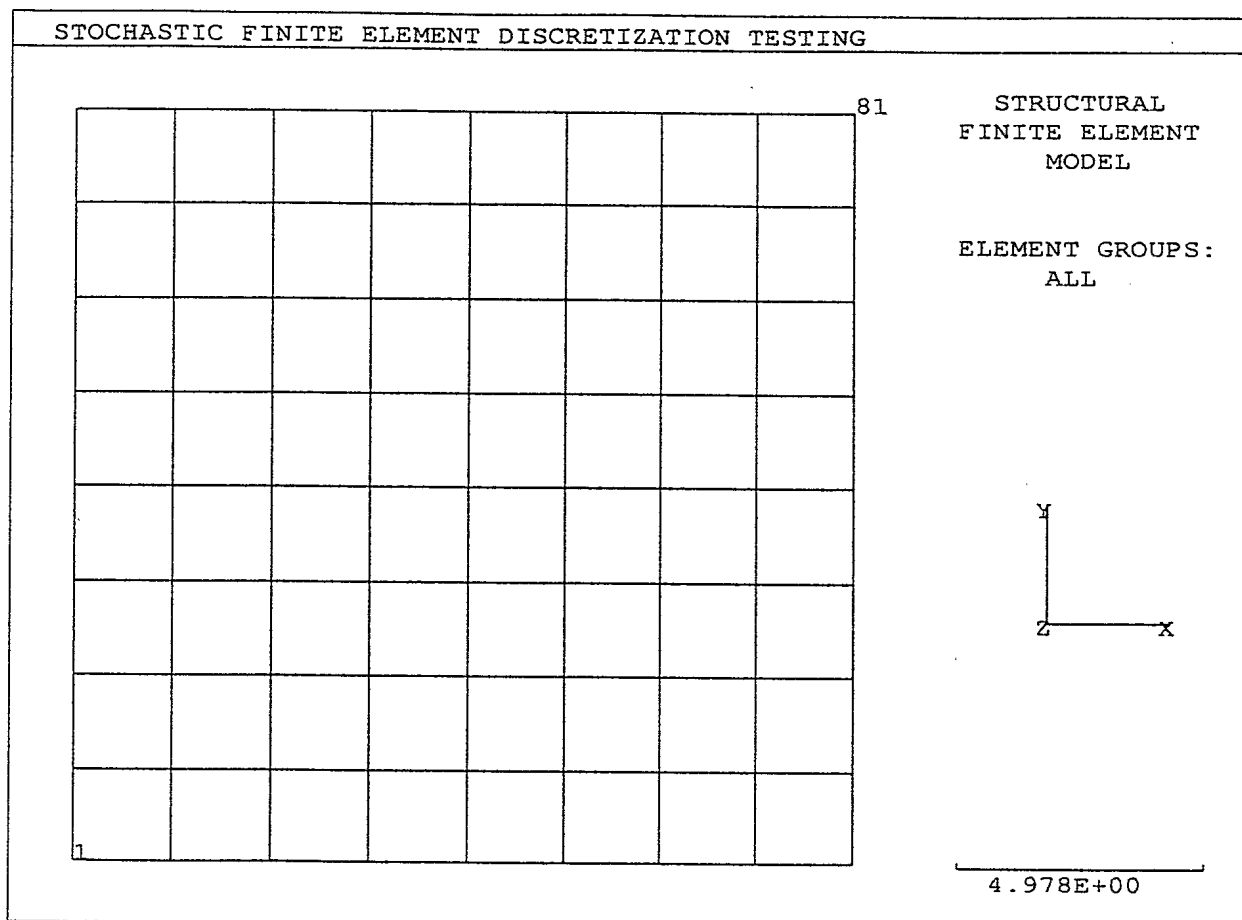 STOCHASTIC FINITE ELEMENT DISCRETIZATION TESTING
81
STRUCTURAL
FINITE ELEMENT
MODEL
ELEMENT GROUPS:
ALL
Y
Z
X
1
4.978E+00